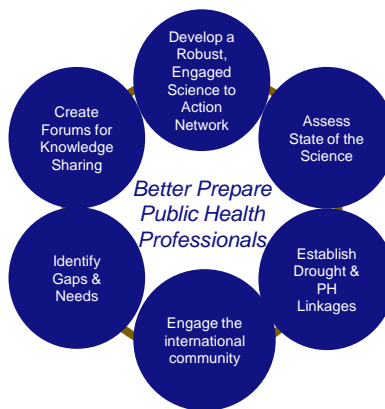 Develop a
Robust,
Engaged
Science to
Action
Network
Assess
State of the
Science
Establish
Drought &
PH
Linkages
Engage the
international
community
Identify
Gaps &
Needs
Create
Forums for
Knowledge
Sharing
Better Prepare
Public Health
Professionals